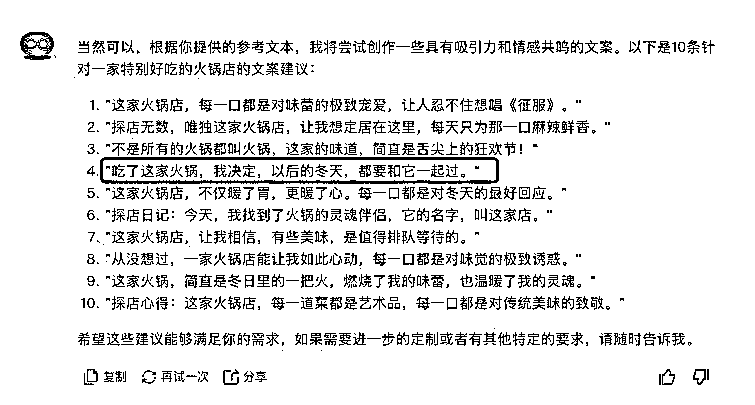 当然可以，根据你提供的参考文本，我将尝试创作一些具有吸引力和情感共鸣的文案。以下是10条针
对一家特别好吃的火锅店的文案建议：
1. "这家火锅店，每一口都是对味蕾的极致宠爱，让人忍不住想唱《征服》。"
2. "探店无数，唯独这家火锅店，让我想定居在这里，每天只为那一口麻辣鲜香。"
3. "不是所有的火锅都叫火锅，这家的味道，简直是舌尖上的狂欢节！"
4. "吃了这家火锅，我决定，以后的冬天，都要和它一起过。"
5. "这家火锅店，不仅暖了胃，更暖了心。每一口都是对冬天的最好回应。"
6. "探店日记：今天，我找到了火锅的灵魂伴侣，它的名字，叫这家店。"
7. "这家火锅店，让我相信，有些美味，是值得排队等待的。"
8. "从没想过，一家火锅店能让我如此心动，每一口都是对味觉的极致诱惑。"
9. "这家火锅，简直是冬日里的一把火，燃烧了我的味蕾，也温暖了我的灵魂。"
10. "探店心得：这家火锅店，每一道菜都是艺术品，每一口都是对传统美味的致敬。"
希望这些建议能够满足你的需求，如果需要进一步的定制或者有其他特定的要求，请随时告诉我。
复制 再试一次 分享